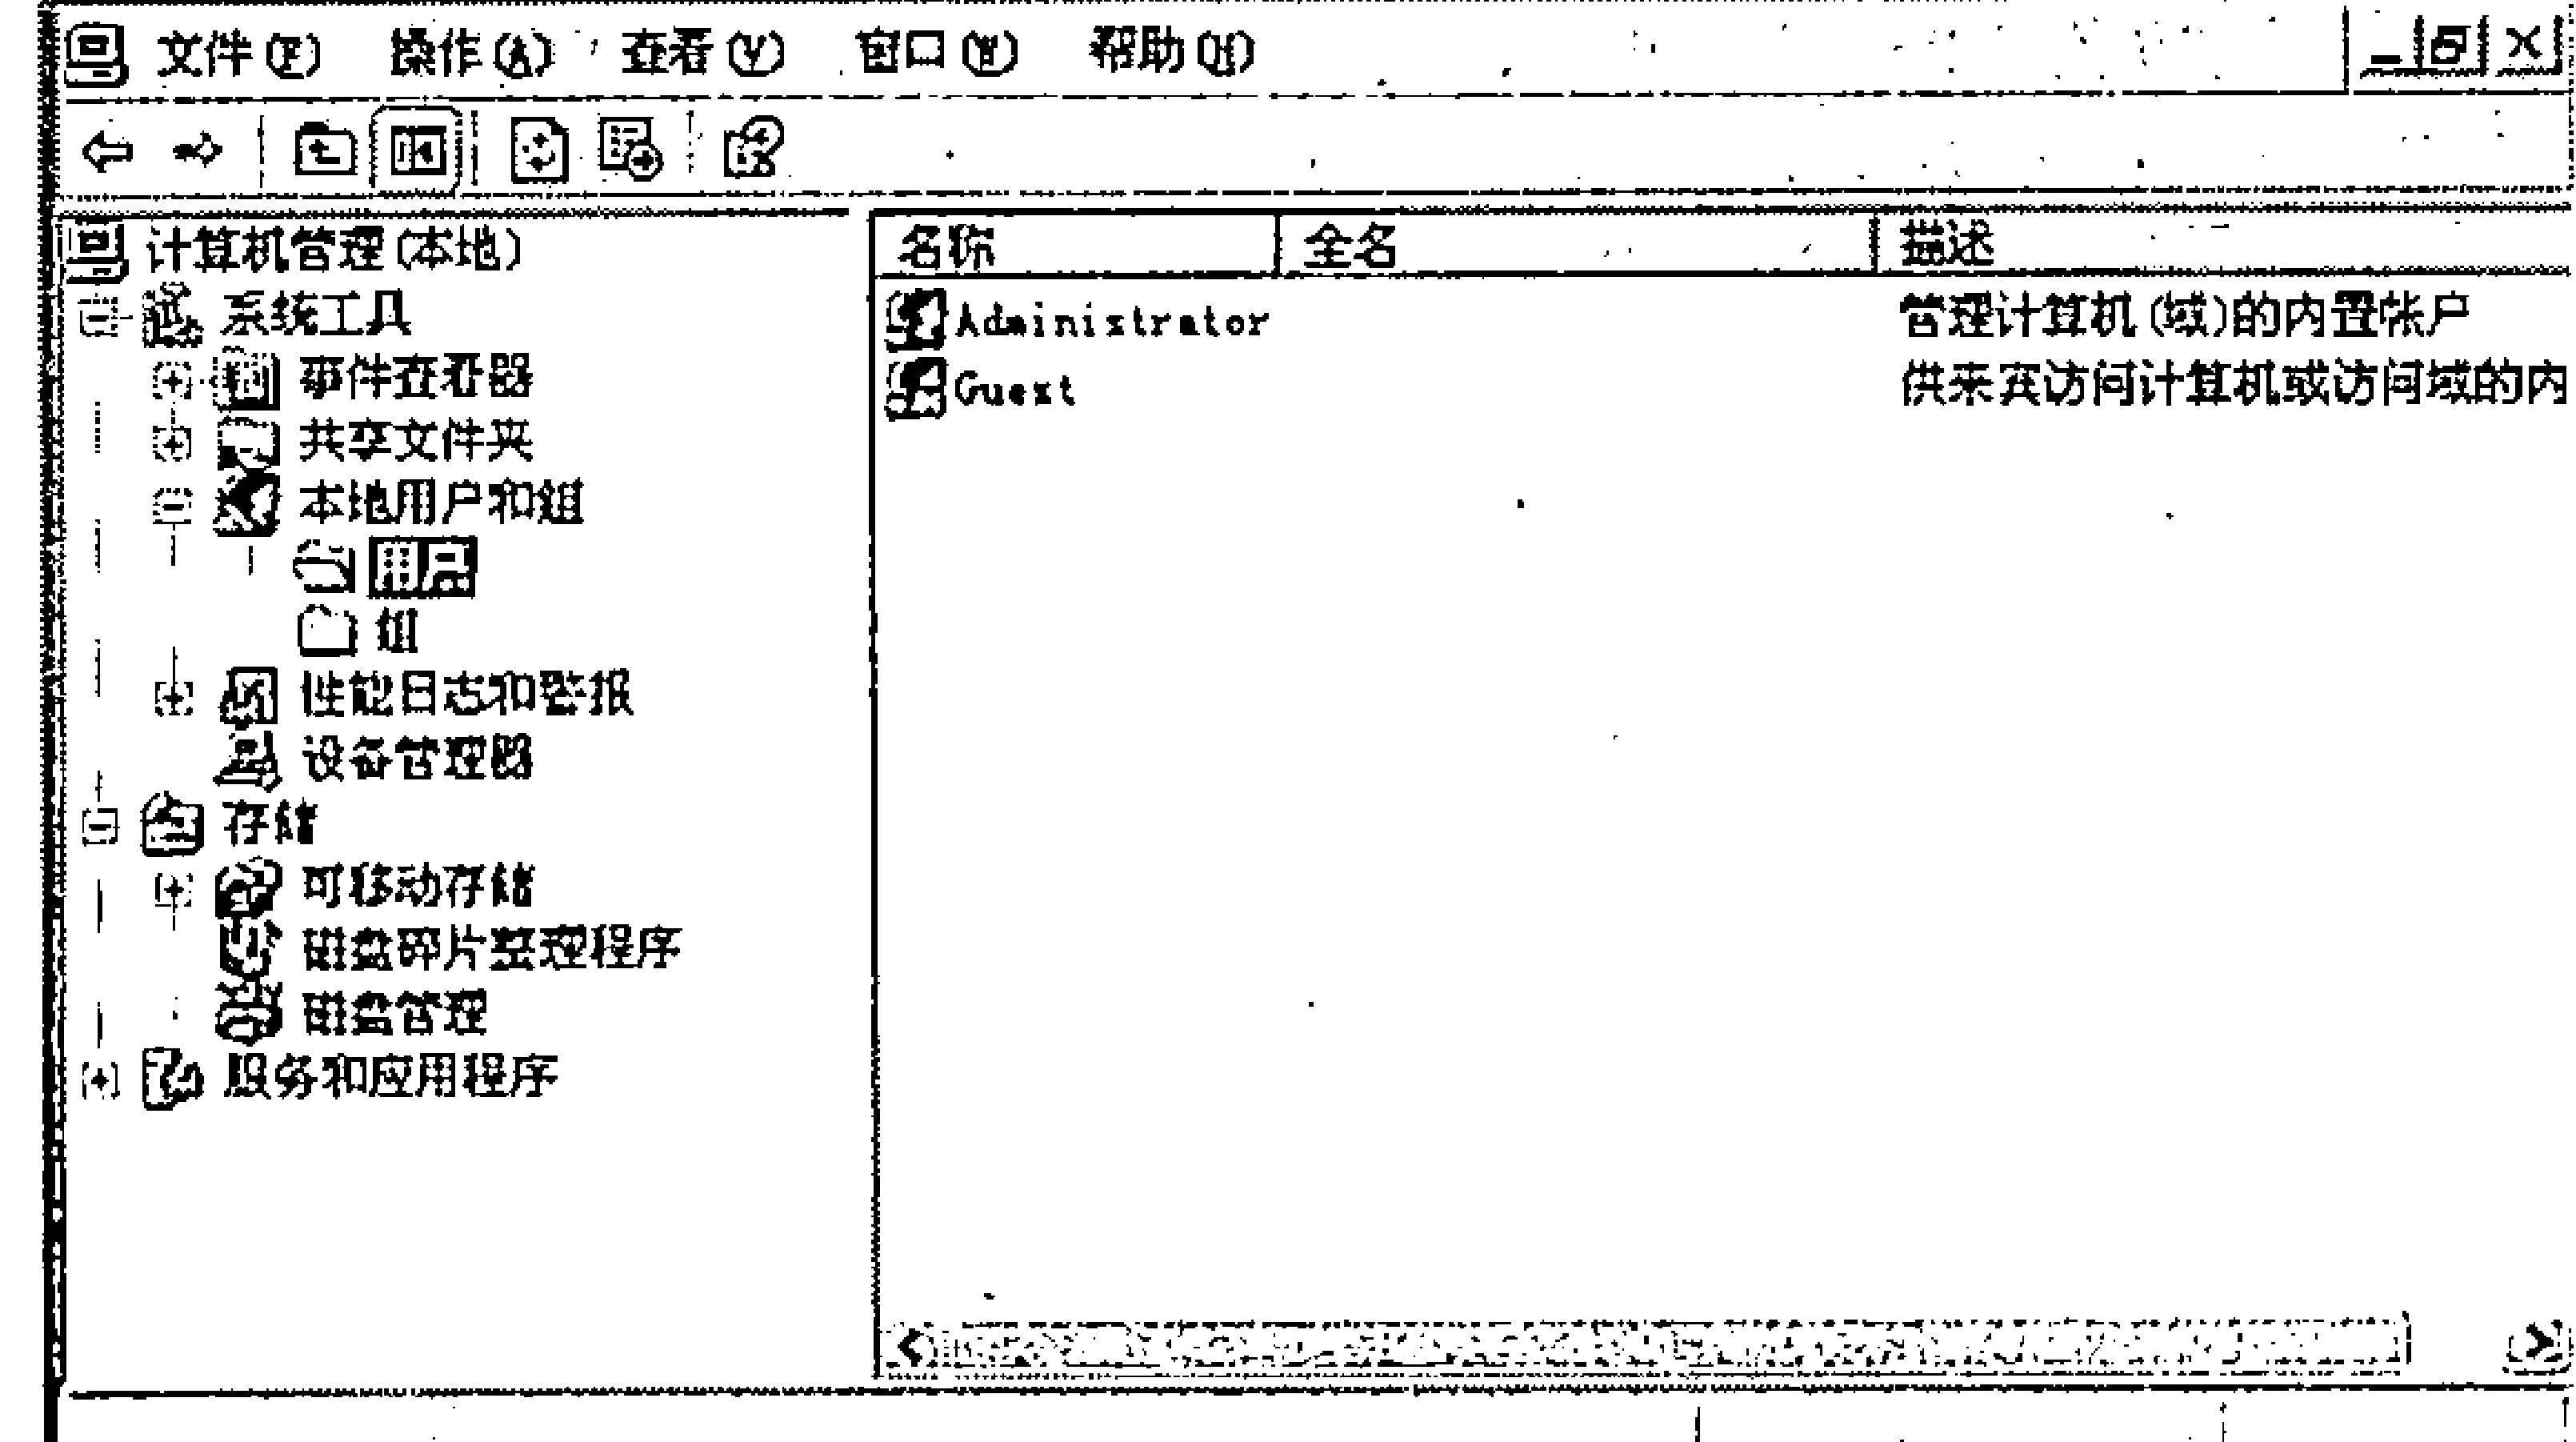 文件(F) 操作(A) 查看(V) 窗口(W) 帮助(H)
计算机管理(本地)
系统工具
事件查看器
共享文件夹
本地用户和组
用户
组
性能日志和警报
设备管理器
存储
可移动存储
磁盘碎片整理程序
磁盘管理
服务和应用程序
名称 全名 描述
Administrator 管理计算机(域)的内置帐户
Guest 供来宾访问计算机或访问域的内